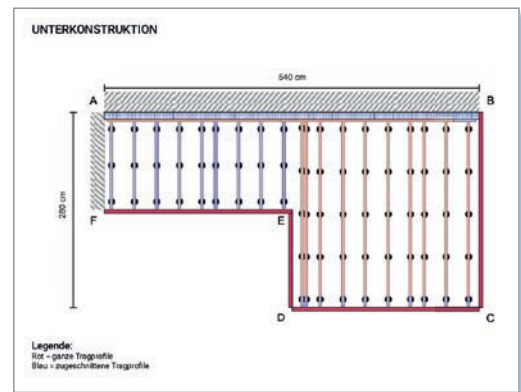 UNTERKONSTRUKTION
540 cm
A
B
280 cm
F
E
D
C
Legende:
Rot = ganze Tragprofile
Blau = zugeschnittene Tragprofile